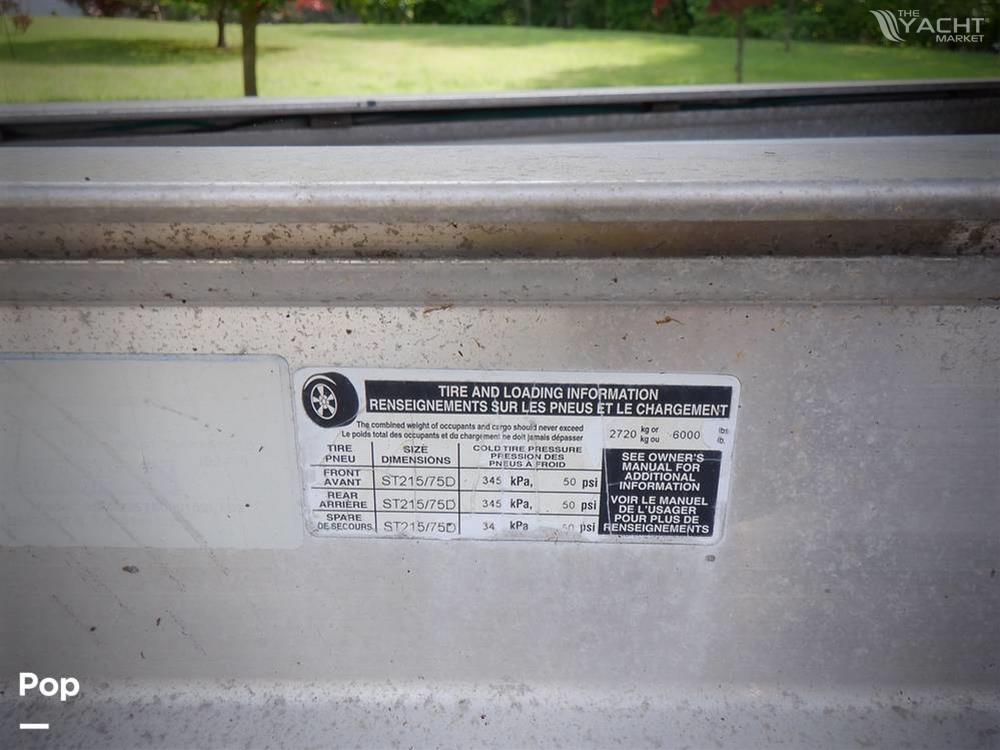 THE
YACHT
MARKET
TIRE AND LOADING INFORMATION
RENSEIGNEMENTS SUR LES PNEUS ET LE CHARGEMENT
The combined weight of occupants and cargo should never exceed
Le poids total des occupants et du chargement ne doit jamais dépasser
2720 kg or 6000 lbs
kg ou lb.
TIRE SIZE COLD TIRE PRESSURE
PNEU DIMENSIONS PRESSION DES
PNEUS À FROID
FRONT
AVANT ST215/75D 345 kPa, 50 psi
REAR
ARRIÈRE ST215/75D 345 kPa, 50 psi
SPARE
DE SECOURS ST215/75D 34 kPa 50 psi
SEE OWNER'S
MANUAL FOR
ADDITIONAL
INFORMATION
VOIR LE MANUEL
DE L'USAGER
POUR PLUS DE
RENSEIGNEMENTS
Pop